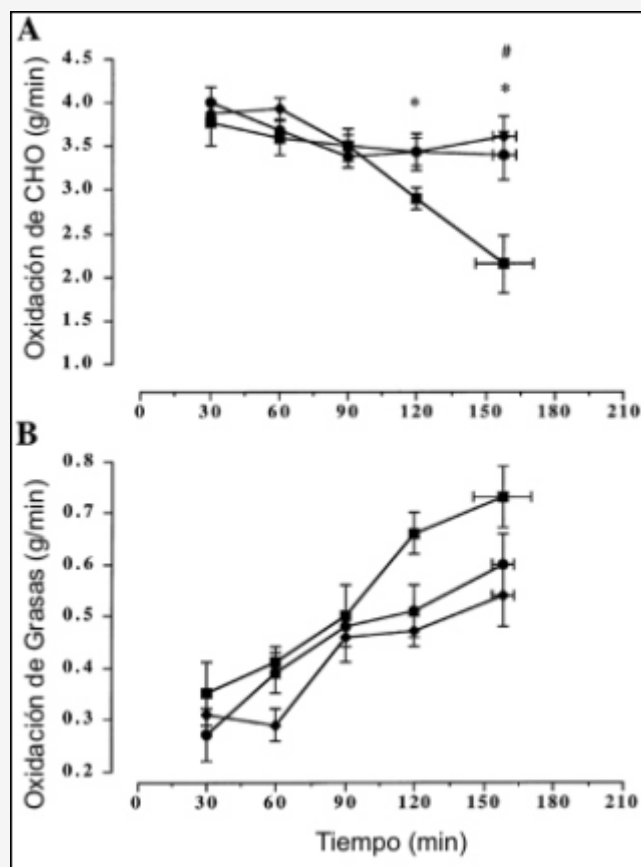 A
Oxidación de CHO (g/min)
4.5
4.0
3.5
3.0
2.5
2.0
1.5
1.0
#
*
*
0 30 60 90 120 150 180 210
B
Oxidación de Grasas (g/min)
0.8
0.7
0.6
0.5
0.4
0.3
0.2
0 30 60 90 120 150 180 210
Tiempo (min)